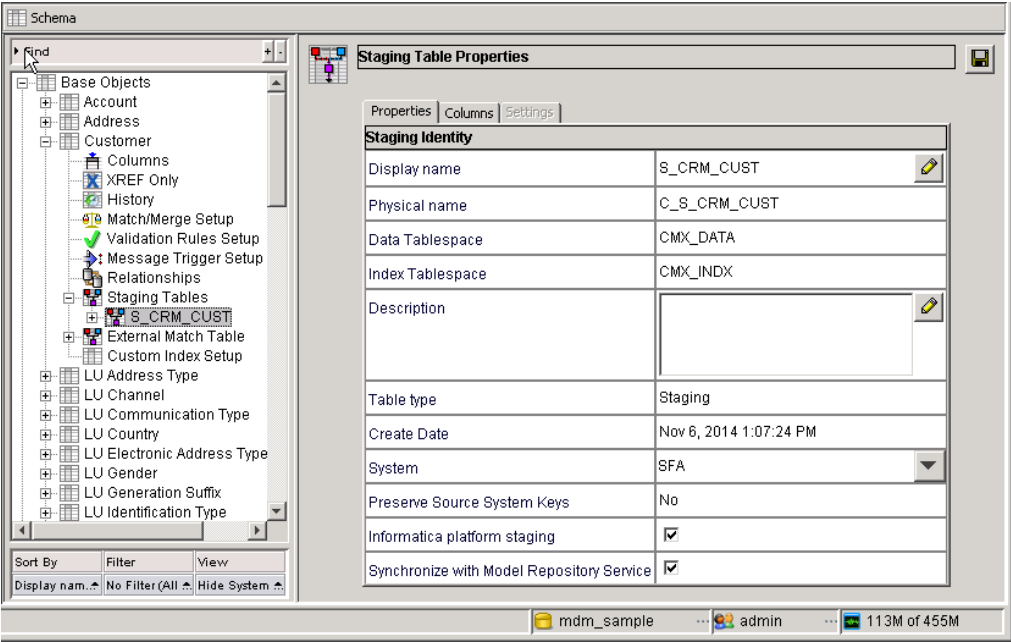 Schema
Find
+ -
Base Objects
Account
Address
Customer
Columns
XREF Only
History
Match/Merge Setup
Validation Rules Setup
Message Trigger Setup
Relationships
Staging Tables
S_CRM_CUST
External Match Table
Custom Index Setup
LU Address Type
LU Channel
LU Communication Type
LU Country
LU Electronic Address Type
LU Gender
LU Generation Suffix
LU Identification Type
Sort By Filter View
Display nam... No Filter (All Hide System
Staging Table Properties
Properties Columns Settings
Staging Identity
Display name S_CRM_CUST
Physical name C_S_CRM_CUST
Data Tablespace CMX_DATA
Index Tablespace CMX_INDX
Description
Table type Staging
Create Date Nov 6, 2014 1:07:24 PM
System SFA
Preserve Source System Keys No
Informatica platform staging
Synchronize with Model Repository Service
mdm_sample ... admin ... 113M of 455M